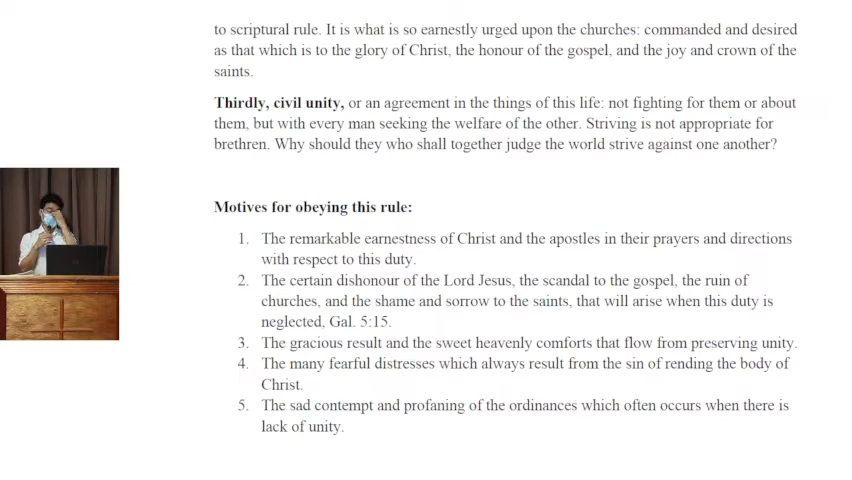 to scriptural rule. It is what is so earnestly urged upon the churches: commanded and desired
as that which is to the glory of Christ, the honour of the gospel, and the joy and crown of the
saints.
Thirdly, civil unity, or an agreement in the things of this life: not fighting for them or about
them, but with every man seeking the welfare of the other. Striving is not appropriate for
brethren. Why should they who shall together judge the world strive against one another?
Motives for obeying this rule:
1. The remarkable earnestness of Christ and the apostles in their prayers and directions
with respect to this duty.
2. The certain dishonour of the Lord Jesus, the scandal to the gospel, the ruin of
churches, and the shame and sorrow to the saints, that will arise when this duty is
neglected, Gal. 5:15.
3. The gracious result and the sweet heavenly comforts that flow from preserving unity.
4. The many fearful distresses which always result from the sin of rending the body of
Christ.
5. The sad contempt and profaning of the ordinances which often occurs when there is
lack of unity.